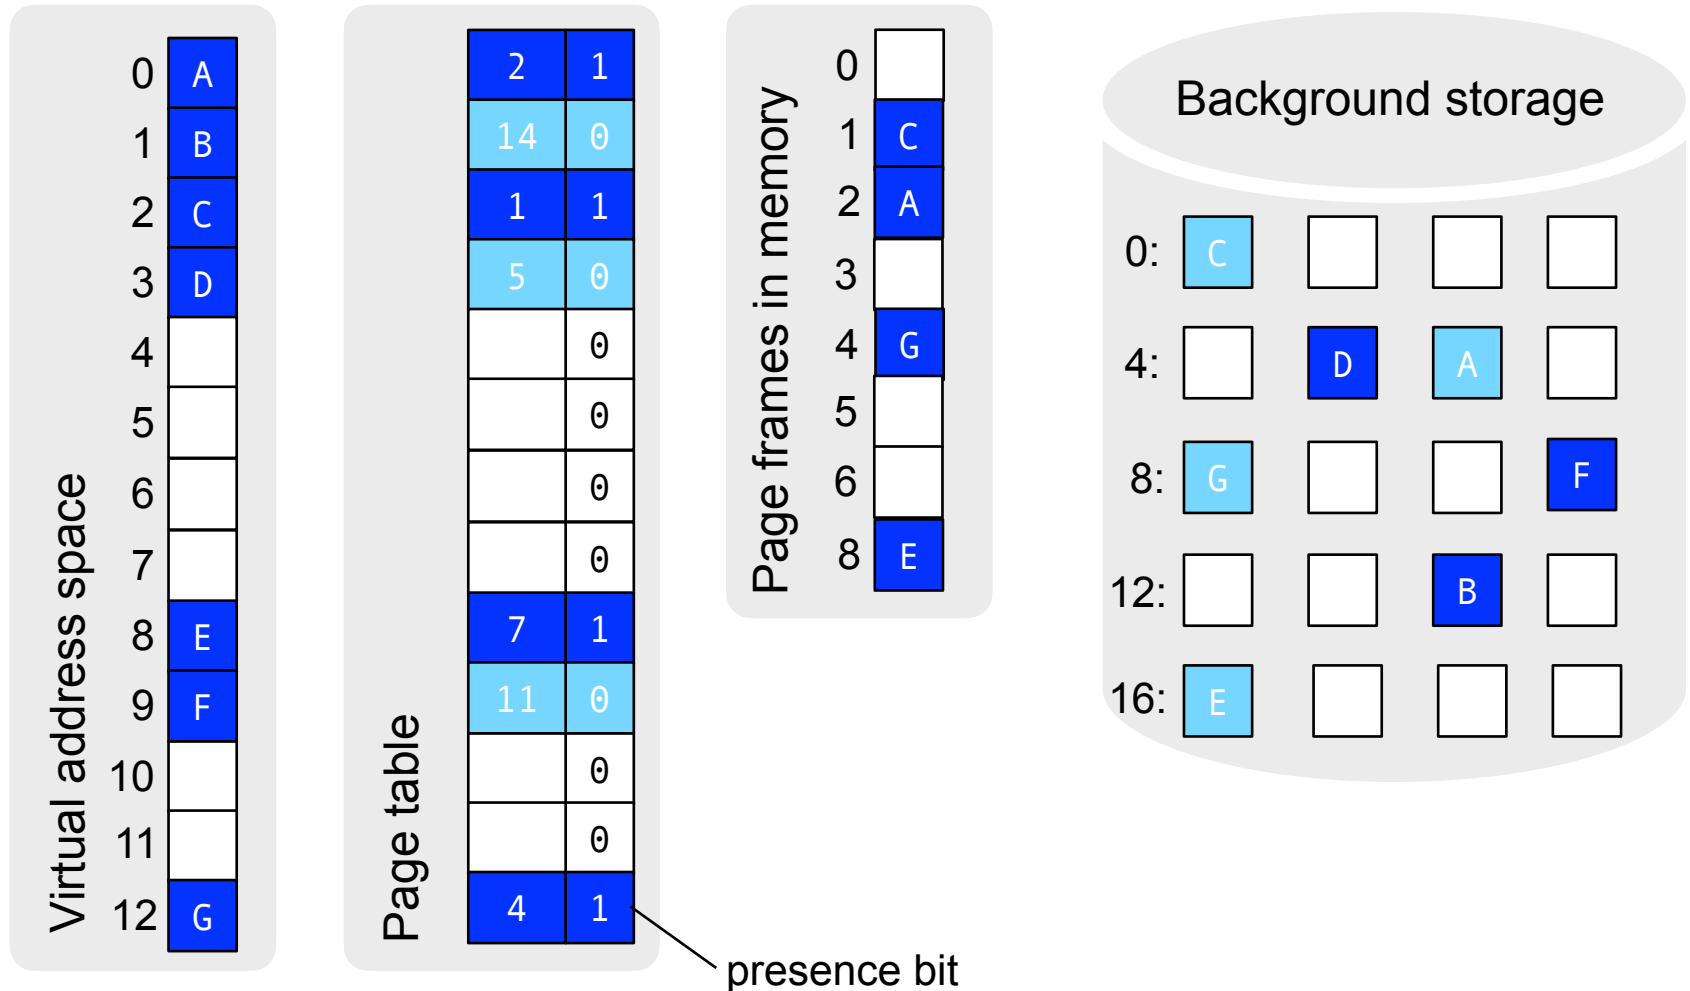 Virtual address space
0 A
1 B
2 C
3 D
4
5
6
7
8 E
9 F
10
11
12 G
Page table
2 1
14 0
1 1
5 0
0
0
0
0
7 1
11 0
0
0
4 1
presence bit
Page frames in memory
0
1 C
2 A
3
4 G
5
6
8 E
Background storage
0: C
4: D A
8: G F
12: B
16: E